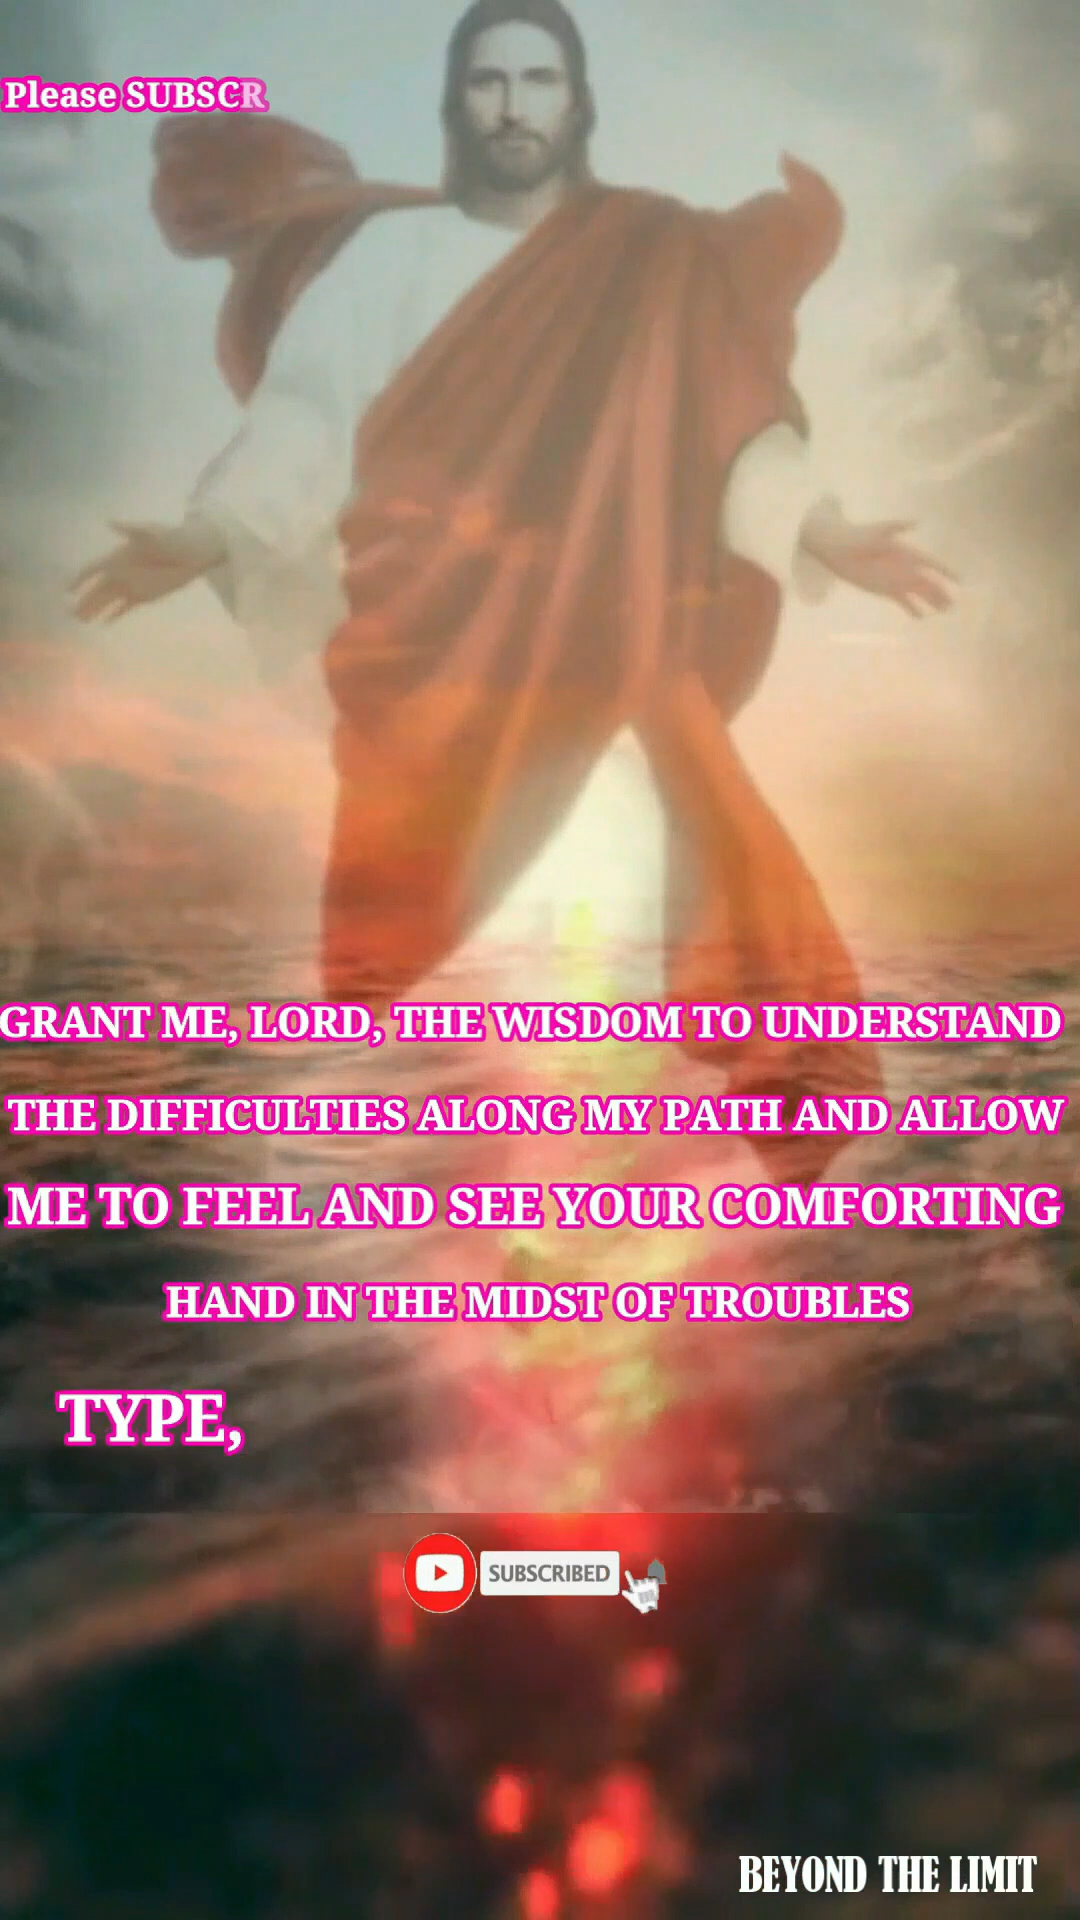 Please SUBSCR
GRANT ME, LORD, THE WISDOM TO UNDERSTAND
THE DIFFICULTIES ALONG MY PATH AND ALLOW
ME TO FEEL AND SEE YOUR COMFORTING
HAND IN THE MIDST OF TROUBLES
TYPE,
SUBSCRIBED
BEYOND THE LIMIT